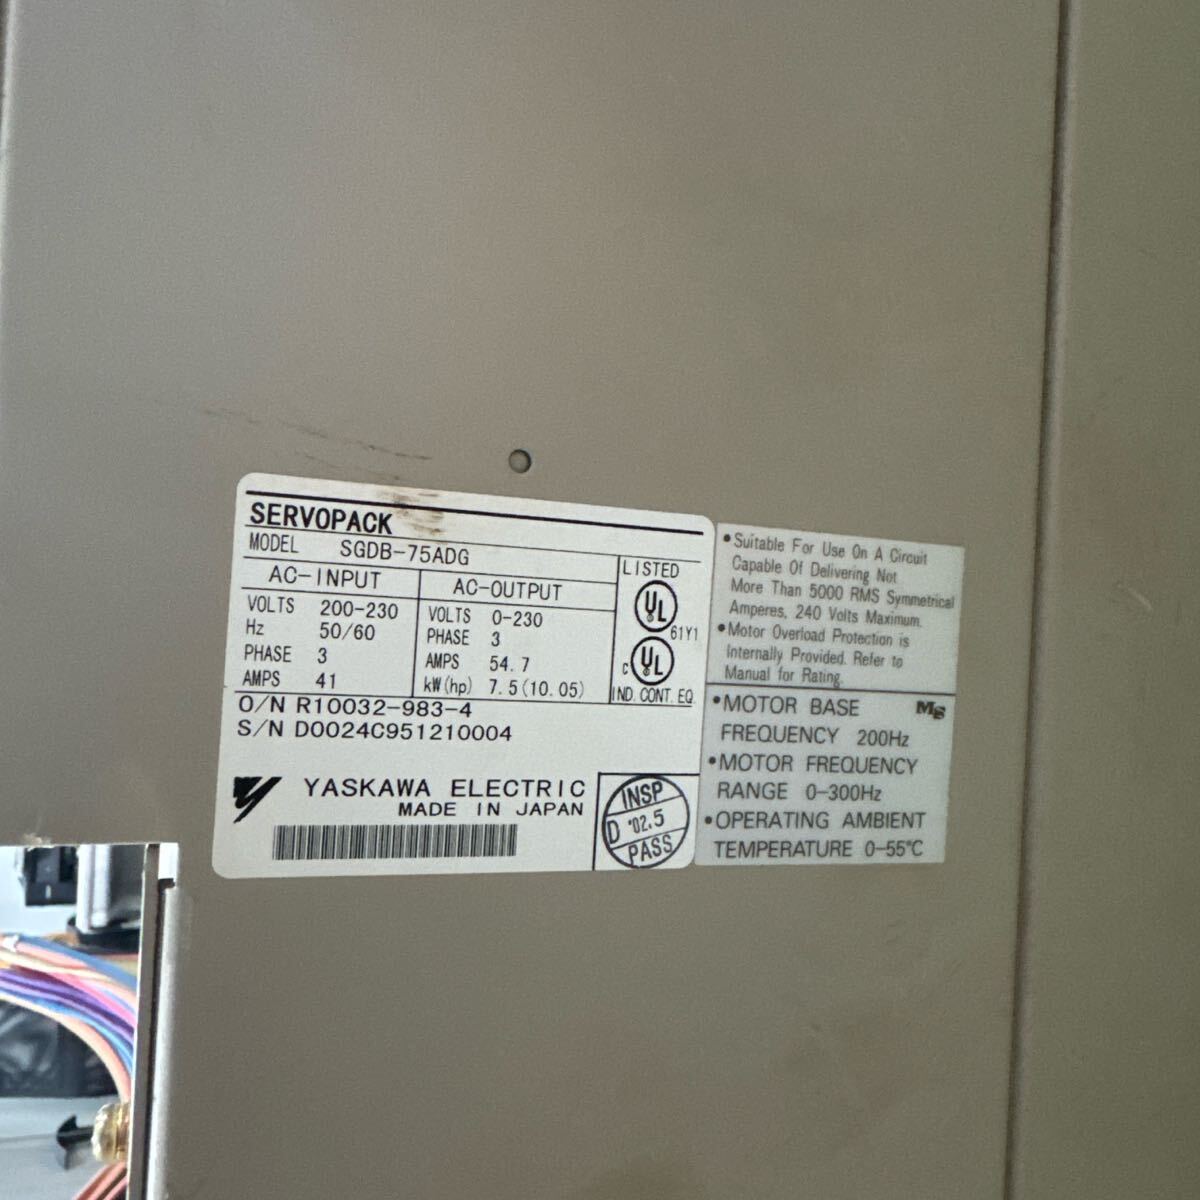 SERVOPACK
MODEL SGDB-75ADG
AC-INPUT
VOLTS 200-230
Hz 50/60
PHASE 3
AMPS 41
AC-OUTPUT
VOLTS 0-230
PHASE 3
AMPS 54.7
kW(hp) 7.5(10.05)
LISTED
UL
61Y1
c UL
IND. CONT. EQ.
O/N R10032-983-4
S/N D0024C951210004
YASKAWA ELECTRIC
MADE IN JAPAN
INSP
D '02.5
PASS
•Suitable For Use On A Circuit
Capable Of Delivering Not
More Than 5000 RMS Symmetrical
Amperes, 240 Volts Maximum.
•Motor Overload Protection is
Internally Provided. Refer to
Manual for Rating.
•MOTOR BASE MS
FREQUENCY 200Hz
•MOTOR FREQUENCY
RANGE 0-300Hz
•OPERATING AMBIENT
TEMPERATURE 0-55°C